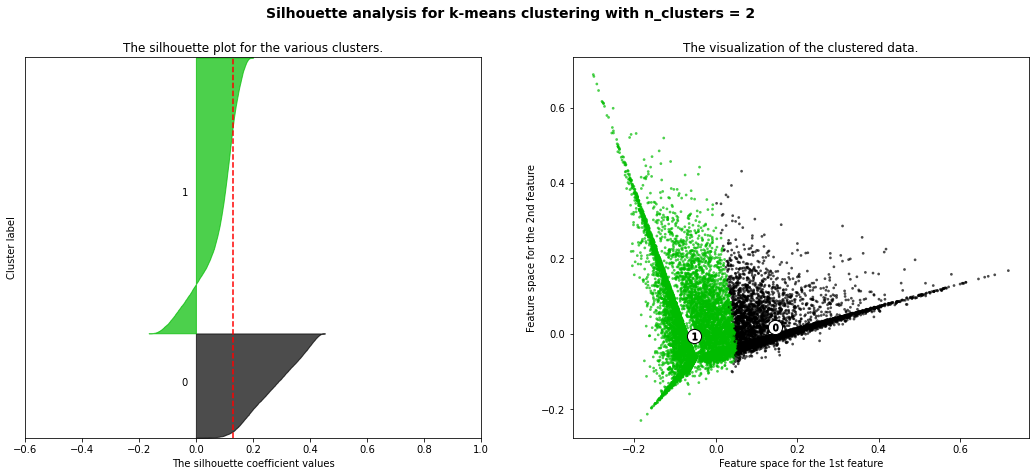 Silhouette analysis for k-means clustering with n_clusters = 2
The silhouette plot for the various clusters.
Cluster label
1
0
−0.6 −0.4 −0.2 0.0 0.2 0.4 0.6 0.8 1.0
The silhouette coefficient values
The visualization of the clustered data.
Feature space for the 2nd feature
0.6
0.4
0.2
0.0
−0.2
1
0
−0.2 0.0 0.2 0.4 0.6
Feature space for the 1st feature